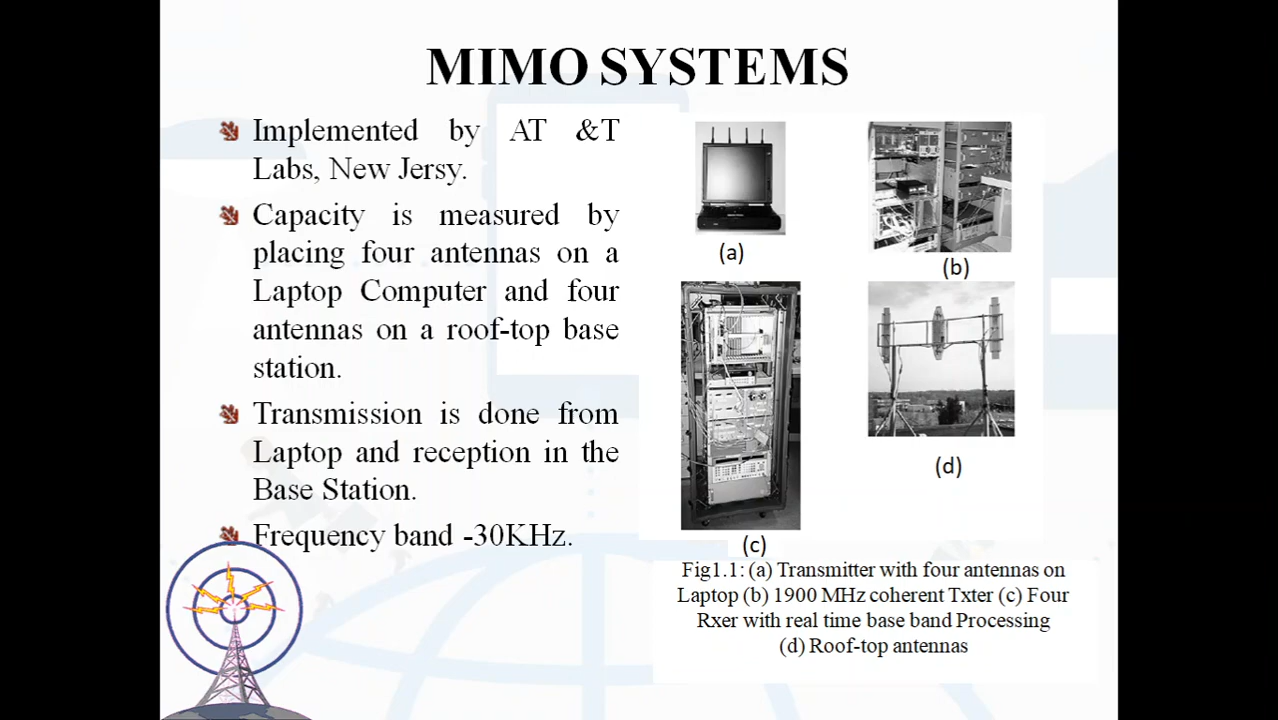 MIMO SYSTEMS
Implemented by AT &T
Labs, New Jersy.
Capacity is measured by
placing four antennas on a
Laptop Computer and four
antennas on a roof-top base
station.
Transmission is done from
Laptop and reception in the
Base Station.
Frequency band -30KHz.
(a)
(b)
(c)
(d)
Fig1.1: (a) Transmitter with four antennas on
Laptop (b) 1900 MHz coherent Txter (c) Four
Rxer with real time base band Processing
(d) Roof-top antennas